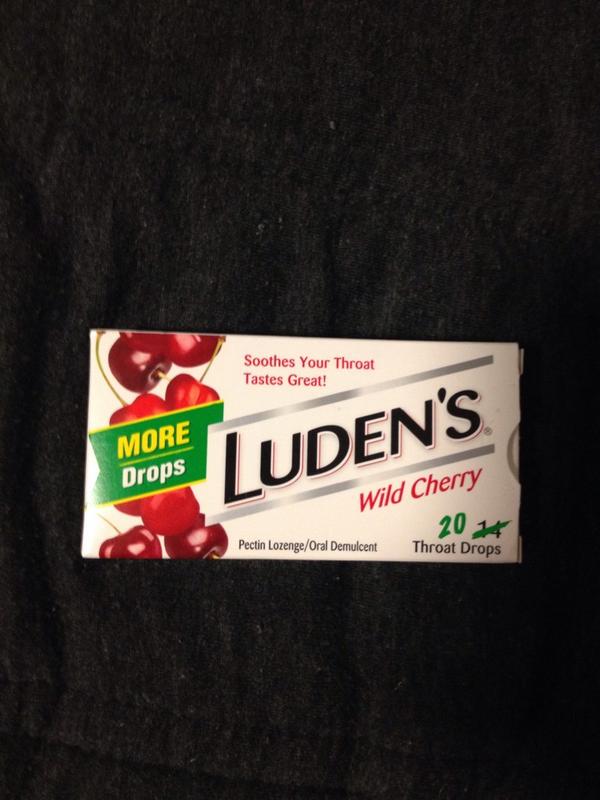 Soothes Your Throat
Tastes Great!
MORE
Drops
LUDEN'S®
Wild Cherry
20 14
Pectin Lozenge/Oral Demulcent
Throat Drops